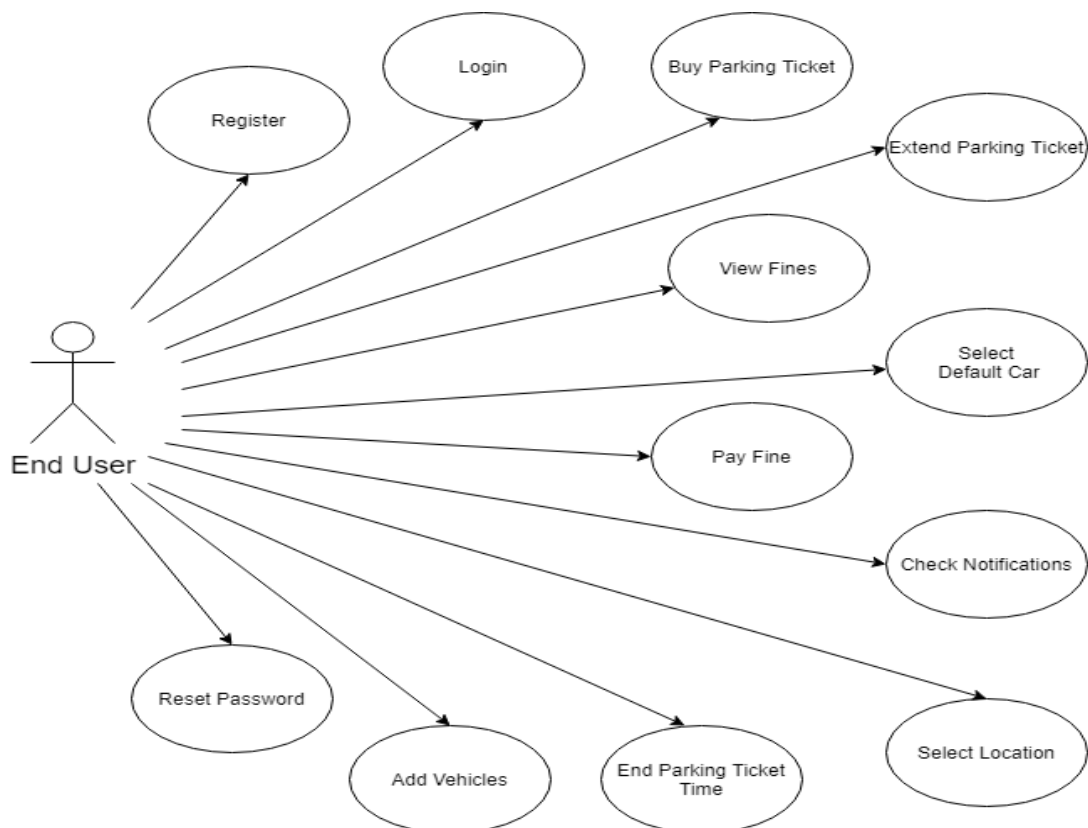 Login
Buy Parking Ticket
Register
Extend Parking Ticket
View Fines
Select
Default Car
Pay Fine
End User
Check Notifications
Reset Password
Select Location
Add Vehicles
End Parking Ticket
Time